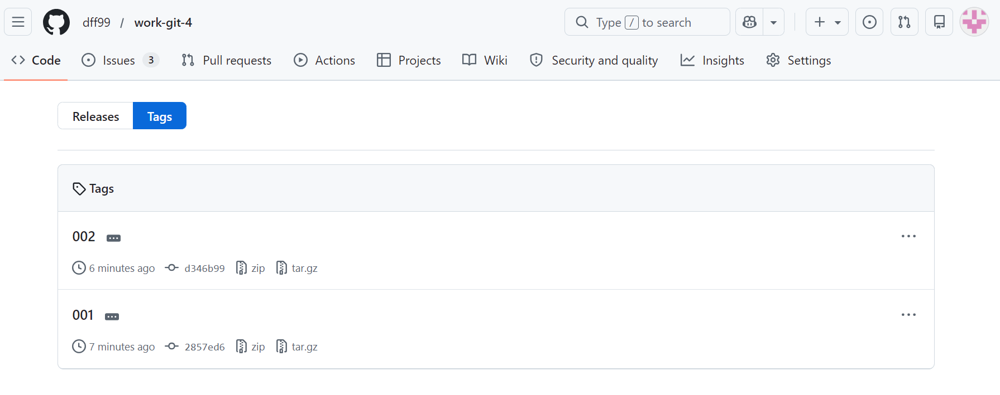 dff99 / work-git-4
Type / to search
Code Issues 3 Pull requests Actions Projects Wiki Security and quality Insights Settings
Releases Tags
Tags
002
6 minutes ago d346b99 zip tar.gz
001
7 minutes ago 2857ed6 zip tar.gz